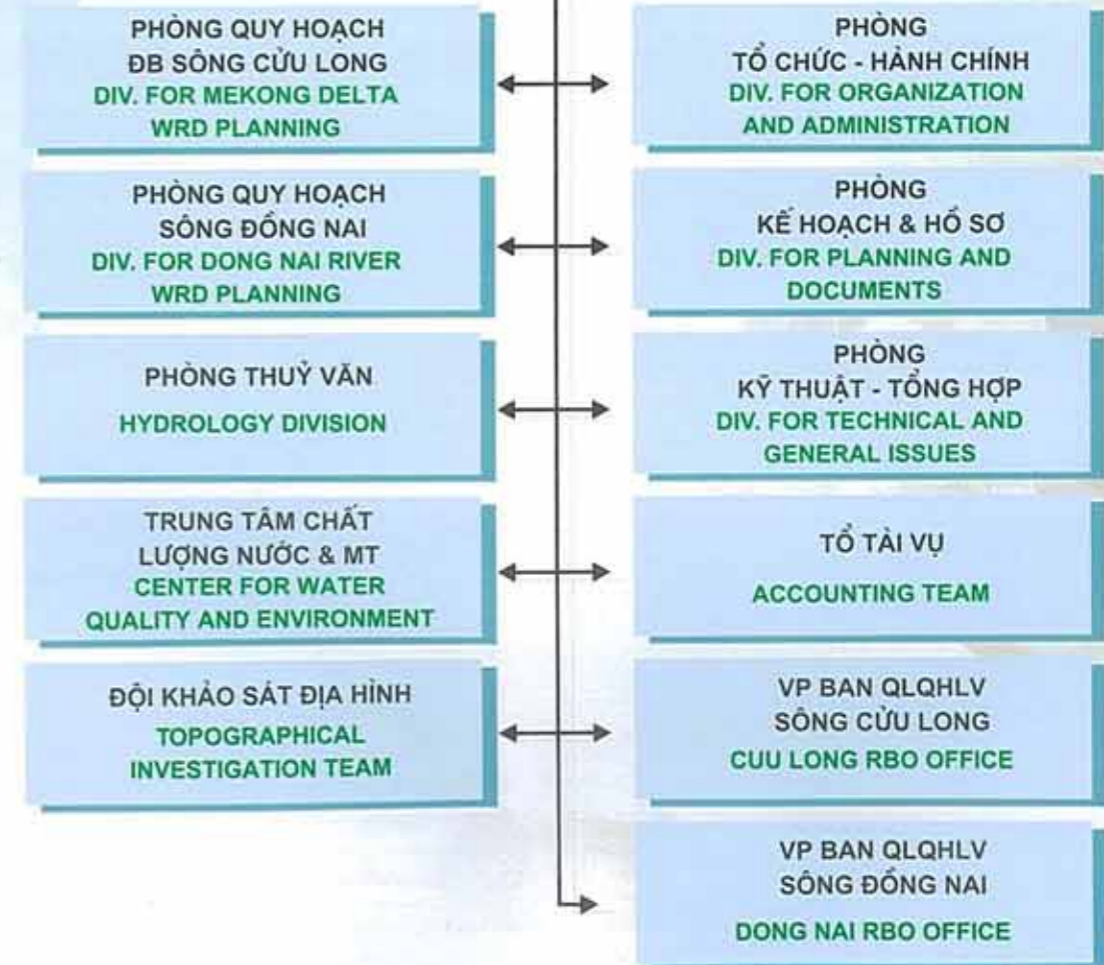 PHÒNG QUY HOẠCH
ĐB SÔNG CỬU LONG
DIV. FOR MEKONG DELTA
WRD PLANNING
PHÒNG
TỔ CHỨC - HÀNH CHÍNH
DIV. FOR ORGANIZATION
AND ADMINISTRATION
PHÒNG QUY HOẠCH
SÔNG ĐỒNG NAI
DIV. FOR DONG NAI RIVER
WRD PLANNING
PHÒNG
KẾ HOẠCH & HỒ SƠ
DIV. FOR PLANNING AND
DOCUMENTS
PHÒNG THUỶ VĂN
HYDROLOGY DIVISION
PHÒNG
KỸ THUẬT - TỔNG HỢP
DIV. FOR TECHNICAL AND
GENERAL ISSUES
TRUNG TÂM CHẤT
LƯỢNG NƯỚC & MT
CENTER FOR WATER
QUALITY AND ENVIRONMENT
TỔ TÀI VỤ
ACCOUNTING TEAM
ĐỘI KHẢO SÁT ĐỊA HÌNH
TOPOGRAPHICAL
INVESTIGATION TEAM
VP BAN QLQHLV
SÔNG CỬU LONG
CUU LONG RBO OFFICE
VP BAN QLQHLV
SÔNG ĐỒNG NAI
DONG NAI RBO OFFICE